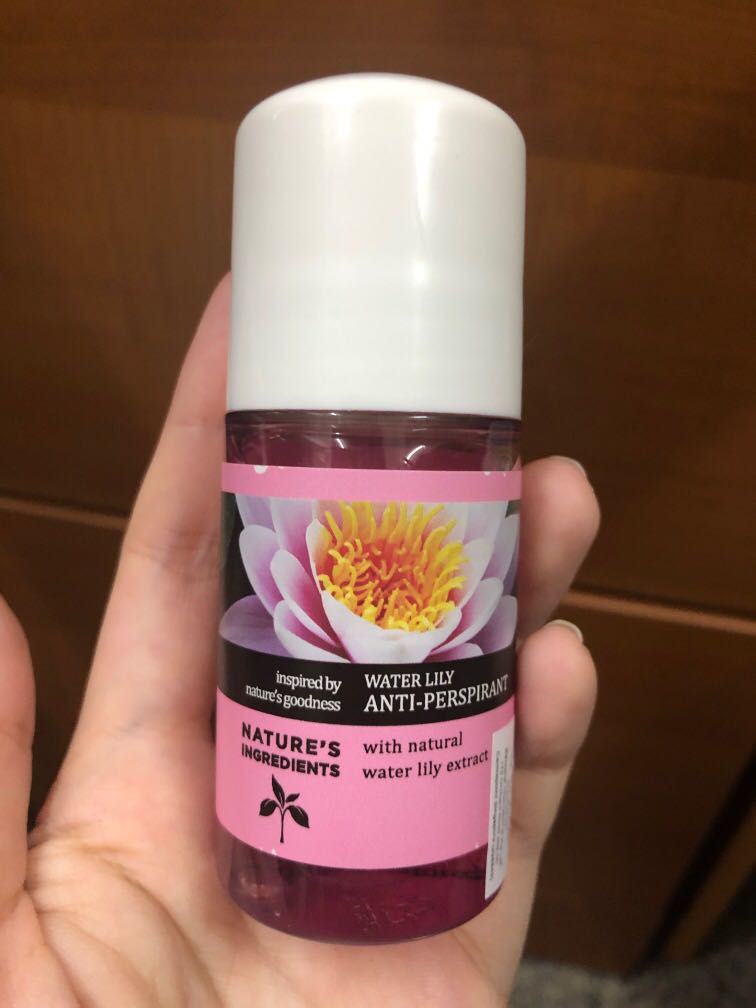 inspired by
nature's goodness
WATER LILY
ANTI-PERSPIRANT
NATURE'S
INGREDIENTS
with natural
water lily extract